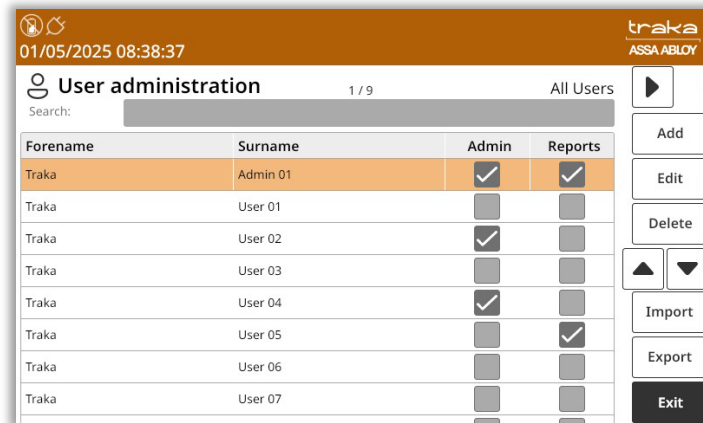 01/05/2025 08:38:37
traka
ASSA ABLOY
User administration 1 / 9 All Users
Search:
Forename Surname Admin Reports
Traka Admin 01
Traka User 01
Traka User 02
Traka User 03
Traka User 04
Traka User 05
Traka User 06
Traka User 07
Add
Edit
Delete
Import
Export
Exit